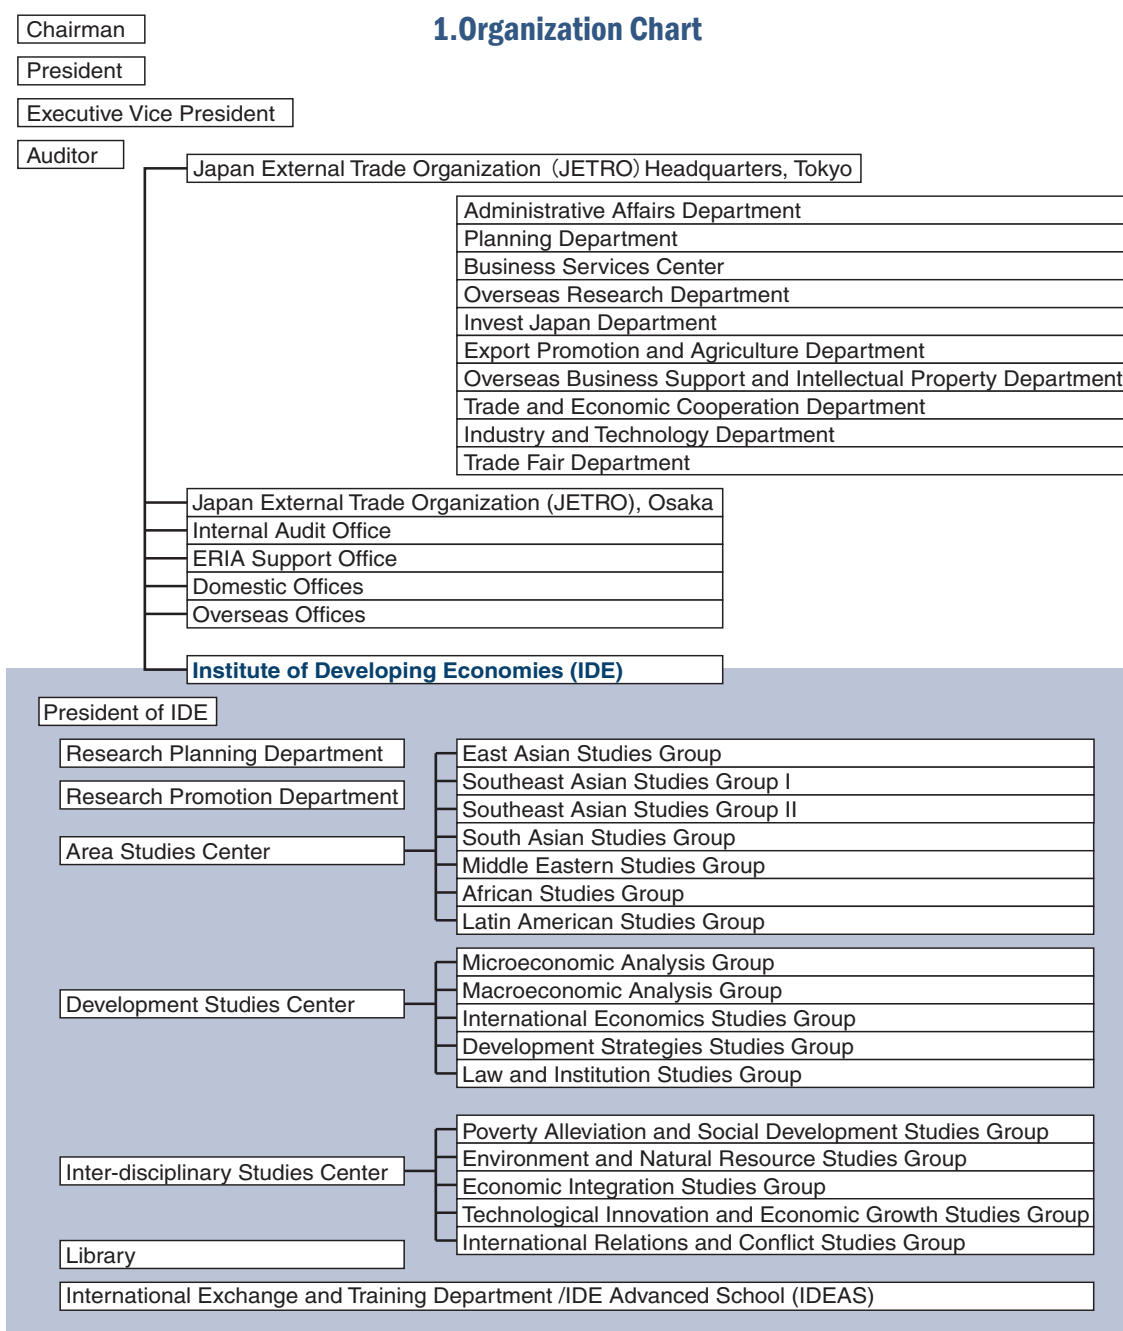 1.Organization Chart
Chairman
President
Executive Vice President
Auditor
Japan External Trade Organization（JETRO）Headquarters, Tokyo
Administrative Affairs Department
Planning Department
Business Services Center
Overseas Research Department
Invest Japan Department
Export Promotion and Agriculture Department
Overseas Business Support and Intellectual Property Department
Trade and Economic Cooperation Department
Industry and Technology Department
Trade Fair Department
Japan External Trade Organization (JETRO), Osaka
Internal Audit Office
ERIA Support Office
Domestic Offices
Overseas Offices
Institute of Developing Economies (IDE)
President of IDE
Research Planning Department
Research Promotion Department
Area Studies Center
East Asian Studies Group
Southeast Asian Studies Group I
Southeast Asian Studies Group II
South Asian Studies Group
Middle Eastern Studies Group
African Studies Group
Latin American Studies Group
Development Studies Center
Microeconomic Analysis Group
Macroeconomic Analysis Group
International Economics Studies Group
Development Strategies Studies Group
Law and Institution Studies Group
Inter-disciplinary Studies Center
Poverty Alleviation and Social Development Studies Group
Environment and Natural Resource Studies Group
Economic Integration Studies Group
Technological Innovation and Economic Growth Studies Group
International Relations and Conflict Studies Group
Library
International Exchange and Training Department /IDE Advanced School (IDEAS)